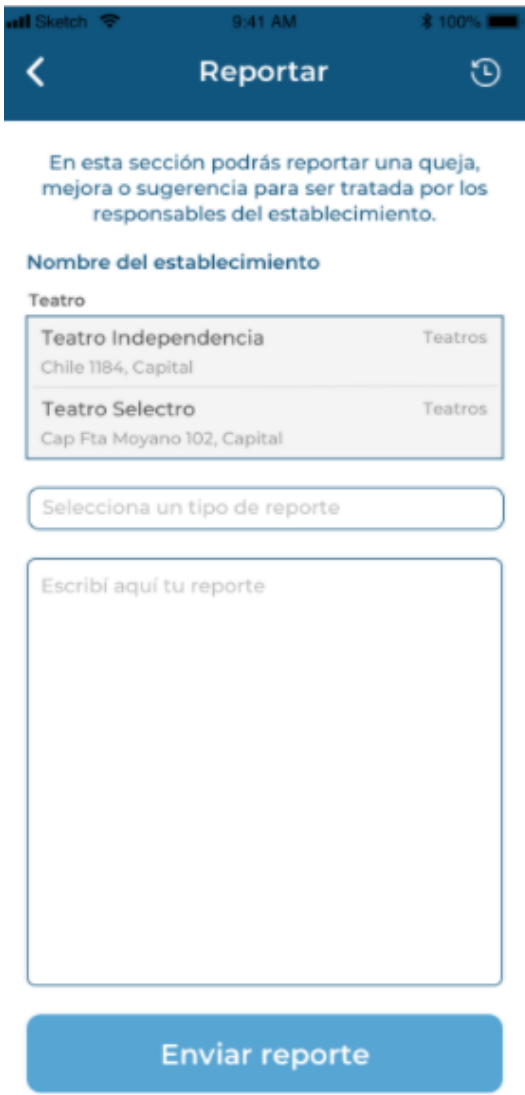 Sketch 9:41 AM 100%
Reportar
En esta sección podrás reportar una queja,
mejora o sugerencia para ser tratada por los
responsables del establecimiento.
Nombre del establecimiento
Teatro
Teatro Independencia Teatros
Chile 1184, Capital
Teatro Selectro Teatros
Cap Fta Moyano 102, Capital
Selecciona un tipo de reporte
Escribí aquí tu reporte
Enviar reporte